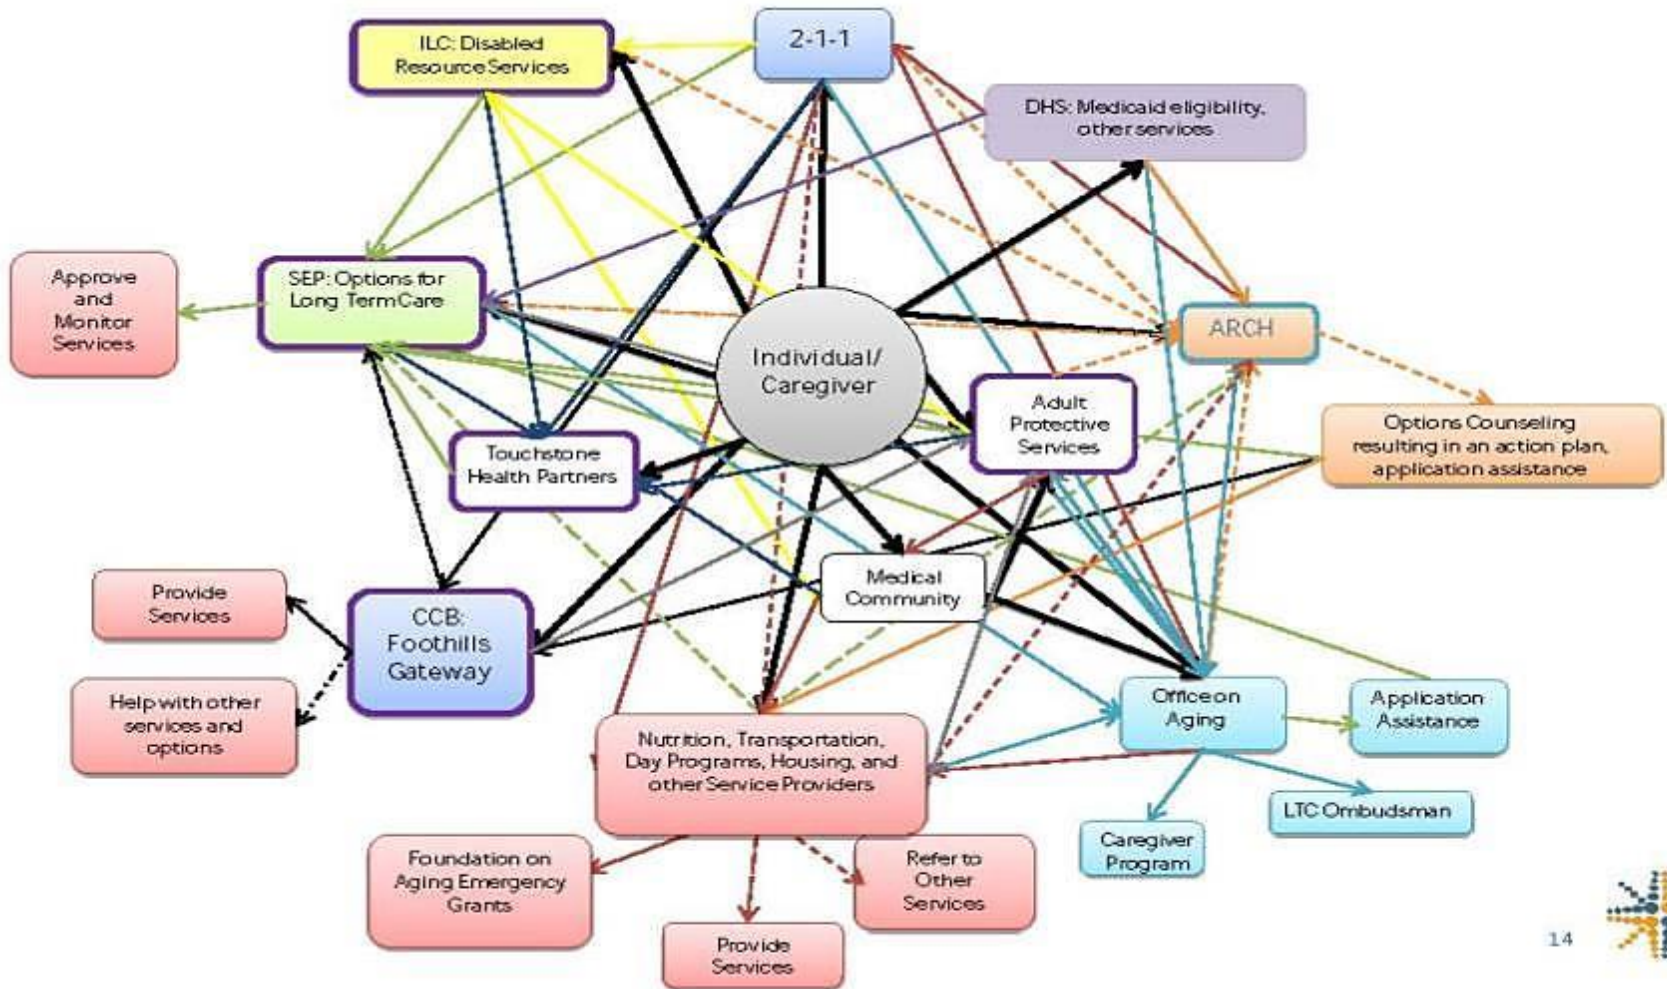 2-1-1
ILC: Disabled
Resource Services
DHS: Medicaid eligibility,
other services
Approve
and
Monitor
Services
SEP: Options for
Long Term Care
Individual/
Caregiver
ARCH
Adult
Protective
Services
Options Counseling
resulting in an action plan,
application assistance
Touchstone
Health Partners
Medical
Community
Provide
Services
CCB:
Foothills
Gateway
Help with other
services and
options
Nutrition, Transportation,
Day Programs, Housing, and
other Service Providers
Office on
Aging
Application
Assistance
LTC Ombudsman
Caregiver
Program
Foundation on
Aging Emergency
Grants
Refer to
Other
Services
Provide
Services
14